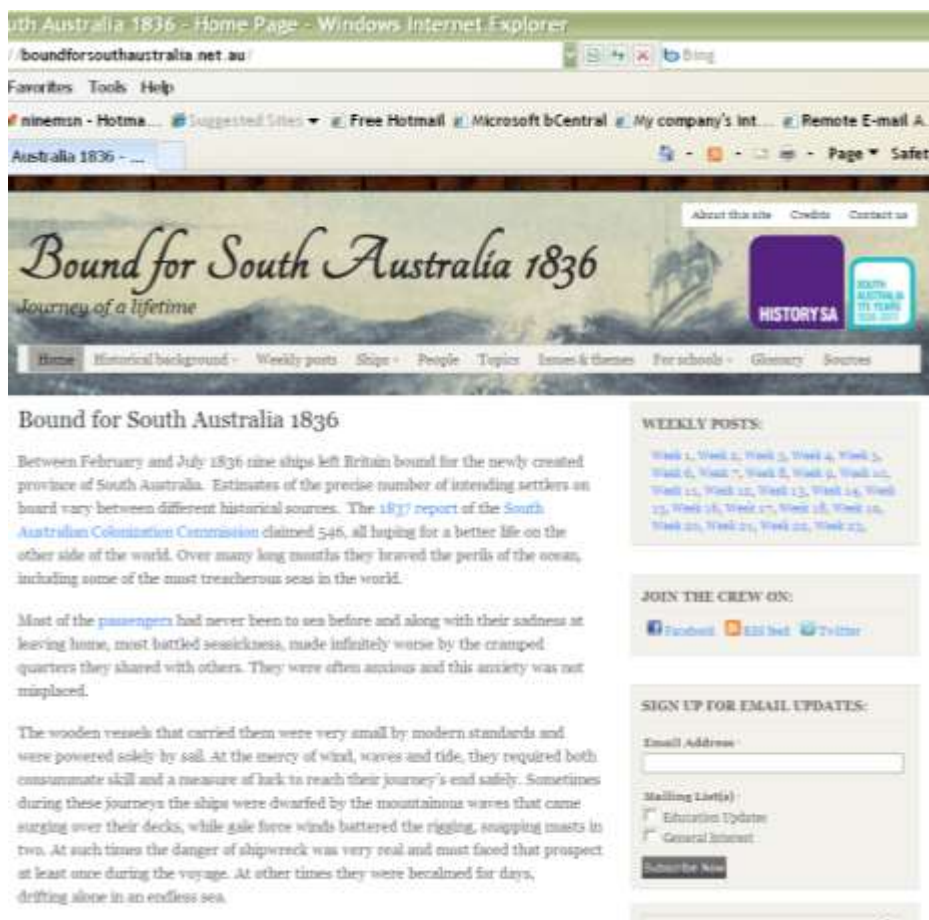 uth Australia 1836 - Home Page - Windows Internet Explorer
//boundforsouthaustralia.net.au/
Bing
Favorites Tools Help
ninemsn - Hotma... Suggested Sites Free Hotmail Microsoft bCentral My company's int... Remote E-mail A
Australia 1836 - ...
Page Safet
About this site Credits Contact us
Bound for South Australia 1836
Journey of a lifetime
HISTORY SA
SOUTH
AUSTRALIA
175 YEARS
Home Historical background Weekly posts Ships People Topics Issues & themes For schools Glossary Sources
Bound for South Australia 1836
Between February and July 1836 nine ships left Britain bound for the newly created
province of South Australia. Estimates of the precise number of intending settlers on
board vary between different historical sources. The 1837 report of the South
Australian Colonization Commission claimed 546, all hoping for a better life on the
other side of the world. Over many long months they braved the perils of the ocean,
including some of the most treacherous seas in the world.
Most of the passengers had never been to sea before and along with their sadness at
leaving home, most battled seasickness, made infinitely worse by the cramped
quarters they shared with others. They were often anxious and this anxiety was not
misplaced.
The wooden vessels that carried them were very small by modern standards and
were powered solely by sail. At the mercy of wind, waves and tide, they required both
consummate skill and a measure of luck to reach their journey's end safely. Sometimes
during these journeys the ships were dwarfed by the mountainous waves that came
surging over their decks, while gale force winds battered the rigging, snapping masts in
two. At such times the danger of shipwreck was very real and most faced that prospect
at least once during the voyage. At other times they were becalmed for days,
drifting alone in an endless sea.
WEEKLY POSTS:
Week 1, Week 2, Week 3, Week 4, Week 5,
Week 6, Week 7, Week 8, Week 9, Week 10,
Week 11, Week 12, Week 13, Week 14, Week
15, Week 16, Week 17, Week 18, Week 19,
Week 20, Week 21, Week 22, Week 23,
JOIN THE CREW ON:
Facebook RSS feed Twitter
SIGN UP FOR EMAIL UPDATES:
Email Address
Mailing List(s)
Education Updates
General Interest
Subscribe Now